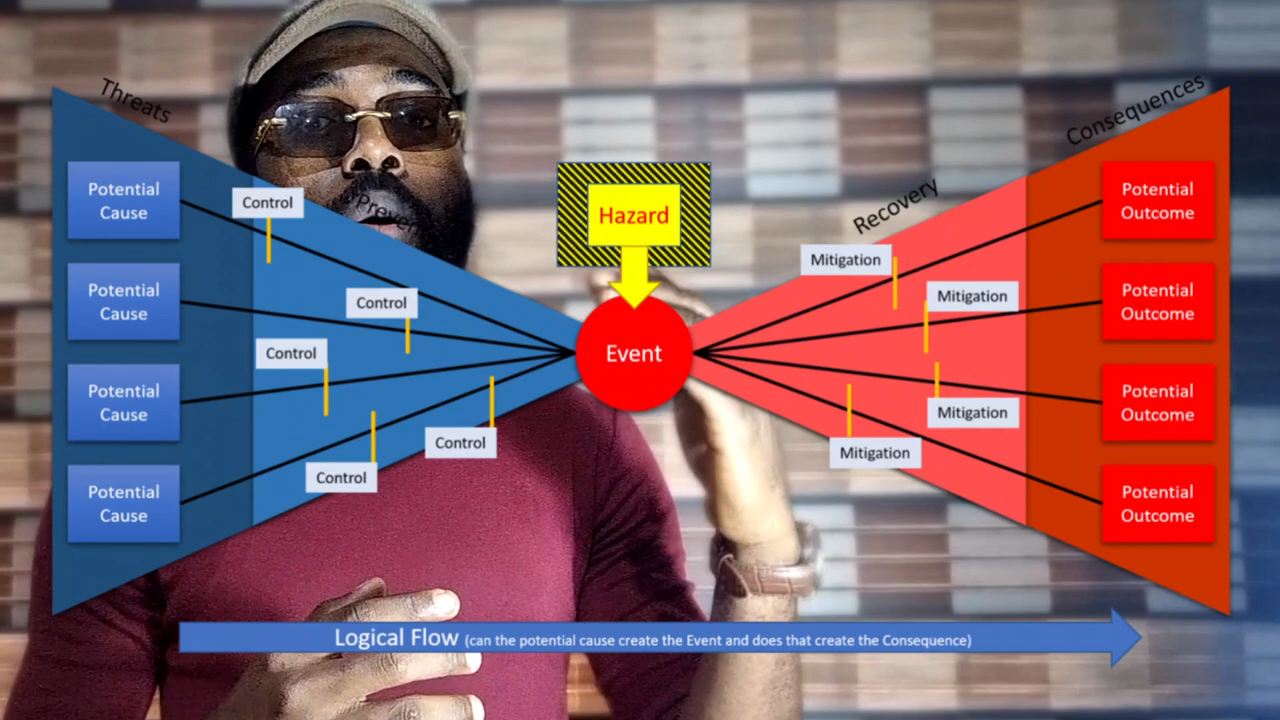 Threats
Consequences
Recovery
Potential
Cause
Potential
Cause
Potential
Cause
Potential
Cause
Control
Control
Control
Control
Control
Hazard
Event
Mitigation
Mitigation
Mitigation
Mitigation
Potential
Outcome
Potential
Outcome
Potential
Outcome
Potential
Outcome
Logical Flow (can the potential cause create the Event and does that create the Consequence)